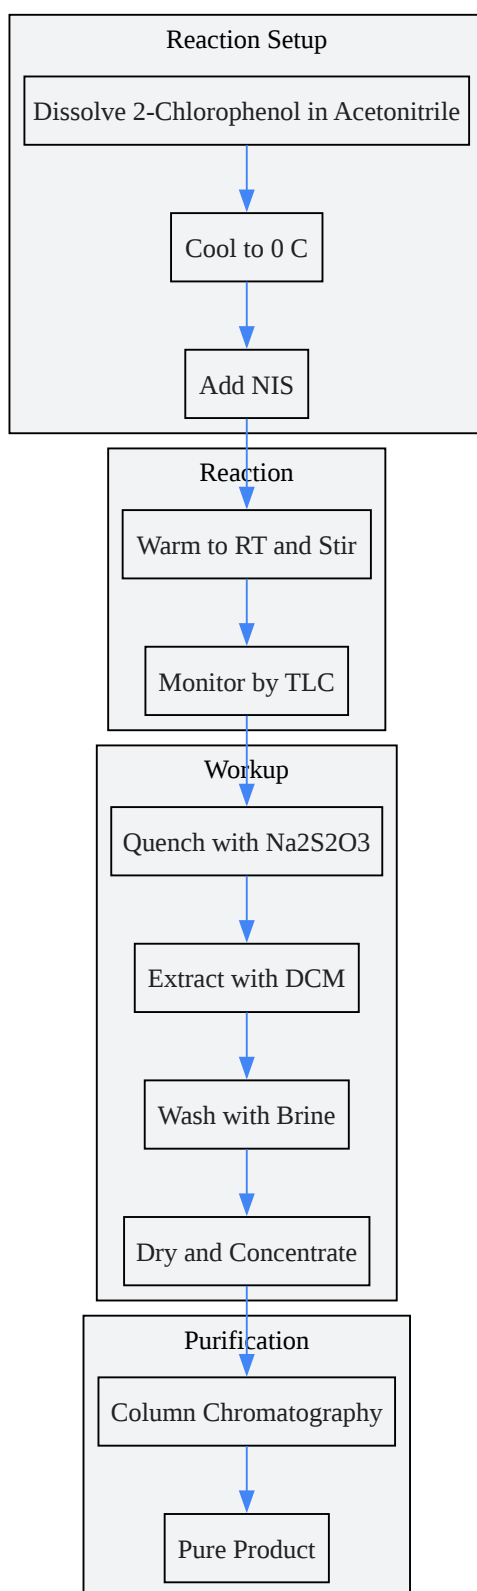 Reaction Setup
Dissolve 2-Chlorophenol in Acetonitrile
Cool to 0 C
Add NIS
Reaction
Warm to RT and Stir
Monitor by TLC
Workup
Quench with Na2S2O3
Extract with DCM
Wash with Brine
Dry and Concentrate
Purification
Column Chromatography
Pure Product